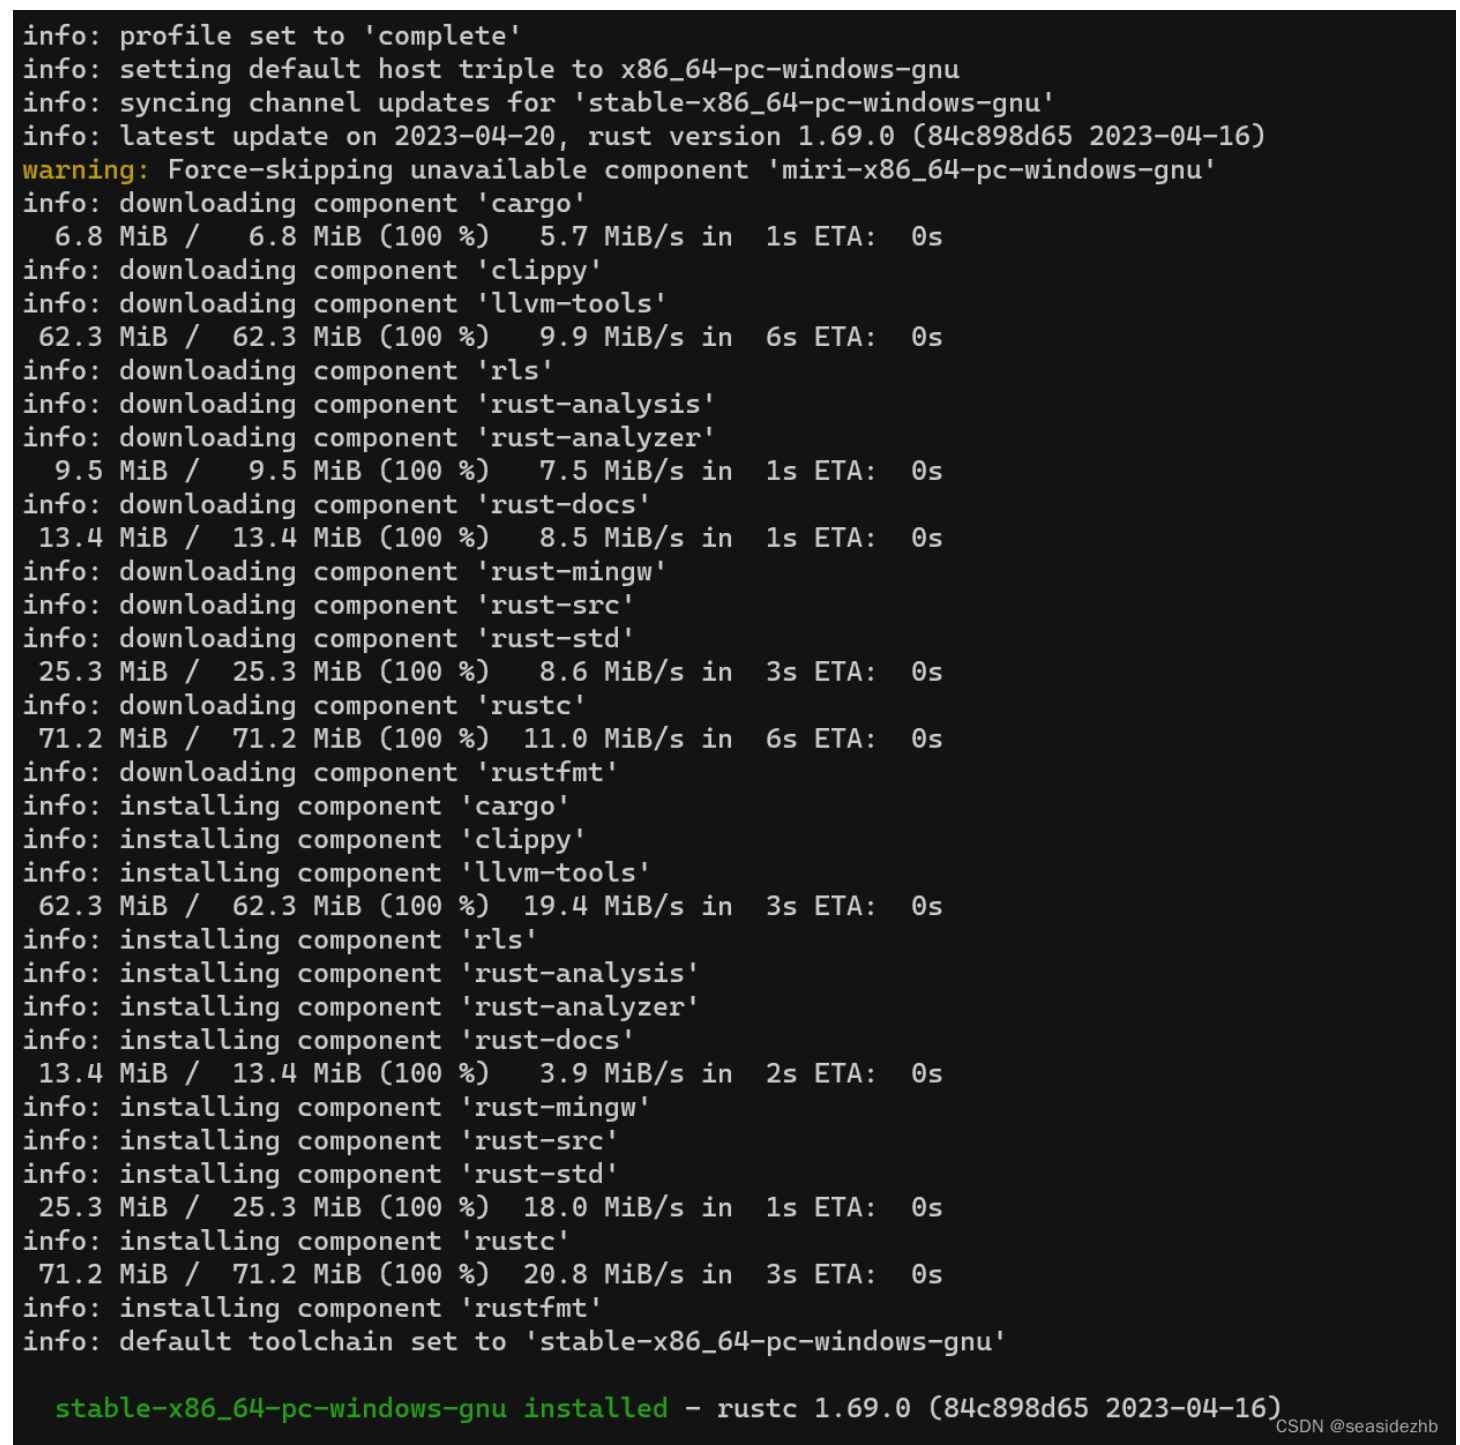 info: profile set to 'complete'
info: setting default host triple to x86_64-pc-windows-gnu
info: syncing channel updates for 'stable-x86_64-pc-windows-gnu'
info: latest update on 2023-04-20, rust version 1.69.0 (84c898d65 2023-04-16)
warning: Force-skipping unavailable component 'miri-x86_64-pc-windows-gnu'
info: downloading component 'cargo'
  6.8 MiB /   6.8 MiB (100 %)   5.7 MiB/s in  1s ETA:  0s
info: downloading component 'clippy'
info: downloading component 'llvm-tools'
 62.3 MiB /  62.3 MiB (100 %)   9.9 MiB/s in  6s ETA:  0s
info: downloading component 'rls'
info: downloading component 'rust-analysis'
info: downloading component 'rust-analyzer'
  9.5 MiB /   9.5 MiB (100 %)   7.5 MiB/s in  1s ETA:  0s
info: downloading component 'rust-docs'
 13.4 MiB /  13.4 MiB (100 %)   8.5 MiB/s in  1s ETA:  0s
info: downloading component 'rust-mingw'
info: downloading component 'rust-src'
info: downloading component 'rust-std'
 25.3 MiB /  25.3 MiB (100 %)   8.6 MiB/s in  3s ETA:  0s
info: downloading component 'rustc'
 71.2 MiB /  71.2 MiB (100 %)  11.0 MiB/s in  6s ETA:  0s
info: downloading component 'rustfmt'
info: installing component 'cargo'
info: installing component 'clippy'
info: installing component 'llvm-tools'
 62.3 MiB /  62.3 MiB (100 %)  19.4 MiB/s in  3s ETA:  0s
info: installing component 'rls'
info: installing component 'rust-analysis'
info: installing component 'rust-analyzer'
info: installing component 'rust-docs'
 13.4 MiB /  13.4 MiB (100 %)   3.9 MiB/s in  2s ETA:  0s
info: installing component 'rust-mingw'
info: installing component 'rust-src'
info: installing component 'rust-std'
 25.3 MiB /  25.3 MiB (100 %)  18.0 MiB/s in  1s ETA:  0s
info: installing component 'rustc'
 71.2 MiB /  71.2 MiB (100 %)  20.8 MiB/s in  3s ETA:  0s
info: installing component 'rustfmt'
info: default toolchain set to 'stable-x86_64-pc-windows-gnu'
  stable-x86_64-pc-windows-gnu installed - rustc 1.69.0 (84c898d65 2023-04-16)
CSDN @seasidezhb